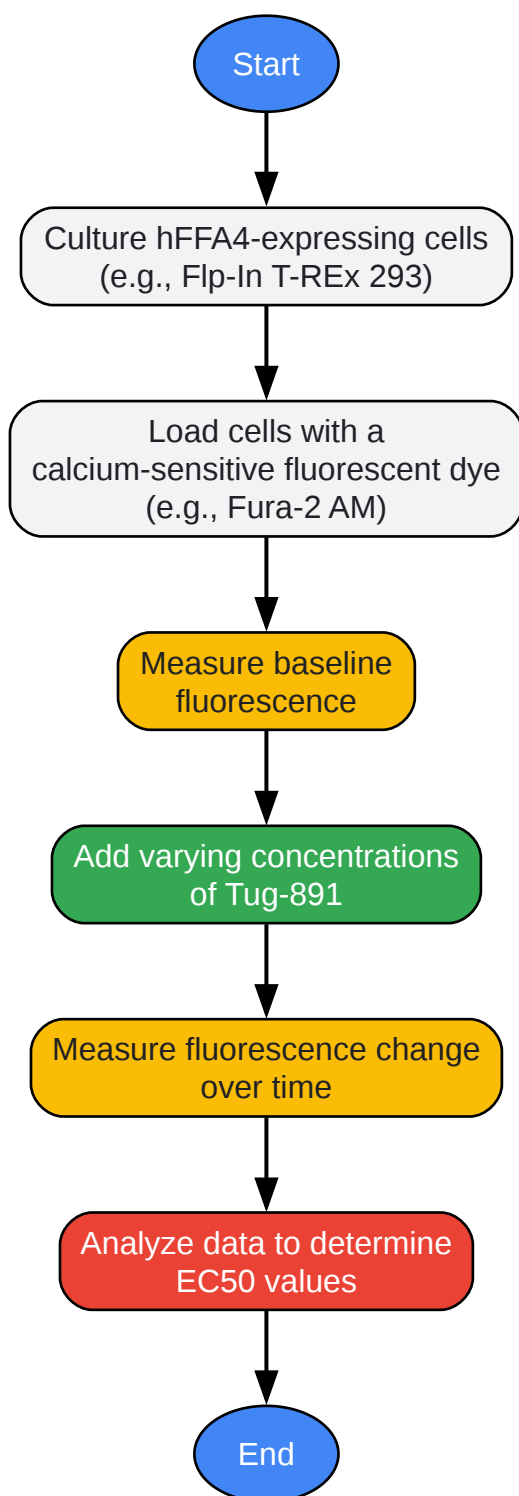 Start
Culture hFFA4-expressing cells
(e.g., Flp-In T-REx 293)
Load cells with a
calcium-sensitive fluorescent dye
(e.g., Fura-2 AM)
Measure baseline
fluorescence
Add varying concentrations
of Tug-891
Measure fluorescence change
over time
Analyze data to determine
EC50 values
End